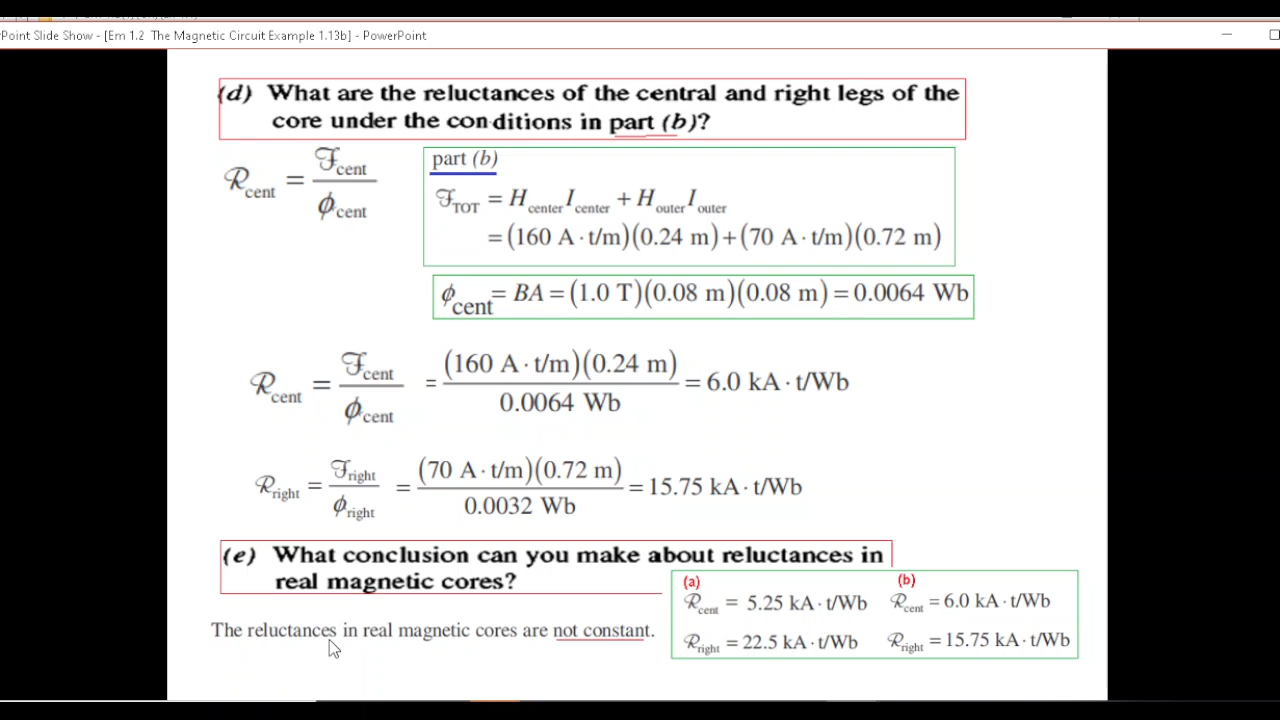 PointSlide Show - [Em 1.2 The Magnetic Circuit Example 1.13b] - PowerPoint
(d) What are the reluctances of the central and right legs of the
core under the conditions in part (b)?
ℛcent = ℱcent / ϕcent
part (b)
ℱTOT = Hcenter Icenter + Houter Iouter
= (160 A · t/m)(0.24 m) + (70 A · t/m)(0.72 m)
ϕcent = BA = (1.0 T)(0.08 m)(0.08 m) = 0.0064 Wb
ℛcent = ℱcent / ϕcent = (160 A · t/m)(0.24 m) / 0.0064 Wb = 6.0 kA · t/Wb
ℛright = ℱright / ϕright = (70 A · t/m)(0.72 m) / 0.0032 Wb = 15.75 kA · t/Wb
(e) What conclusion can you make about reluctances in
real magnetic cores?
The reluctances in real magnetic cores are not constant.
(a) (b)
ℛcent = 5.25 kA · t/Wb ℛcent = 6.0 kA · t/Wb
ℛright = 22.5 kA · t/Wb ℛright = 15.75 kA · t/Wb